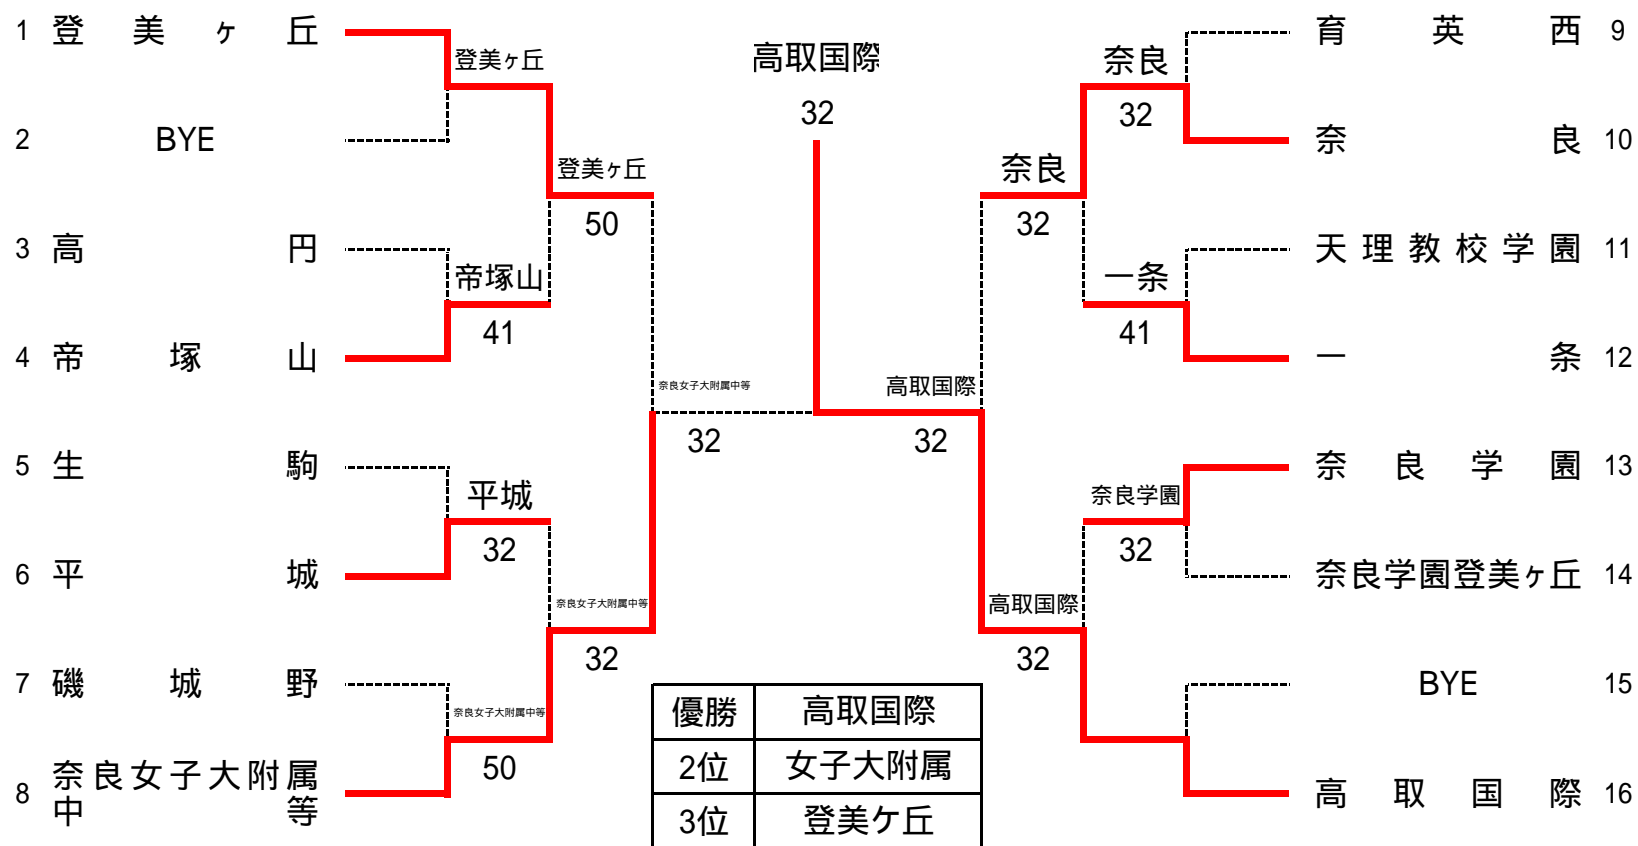 1 登美ヶ丘
2 BYE
3 高円
4 帝塚山
5 生駒
6 平城
7 磯城野
8 奈良女子大附属
中等
登美ヶ丘
帝塚山
41
平城
32
奈良女子大附属中等
50
登美ヶ丘
50
奈良女子大附属中等
32
奈良女子大附属中等
32
高取国際
32
高取国際
32
奈良
32
高取国際
32
奈良
32
一条
41
奈良学園
32
育英西 9
奈良 10
天理教校学園 11
一条 12
奈良学園 13
奈良学園登美ヶ丘 14
BYE 15
高取国際 16
優勝 高取国際
2位 女子大附属
3位 登美ケ丘